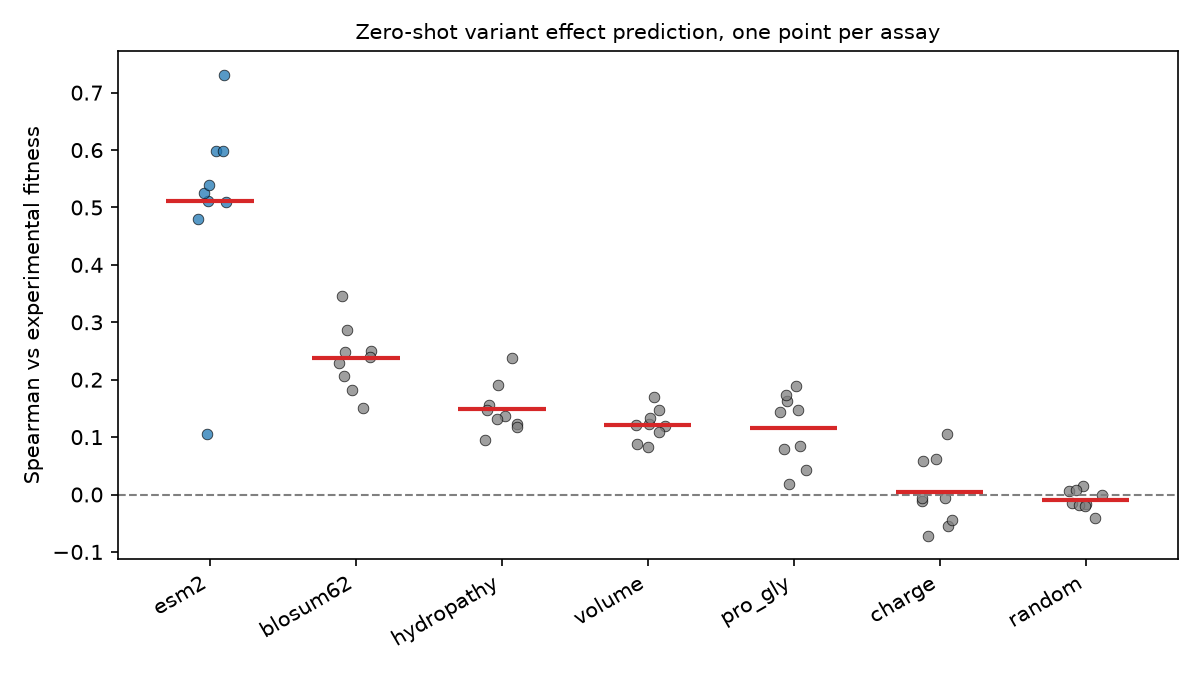 Zero-shot variant effect prediction, one point per assay
Spearman vs experimental fitness
0.7
0.6
0.5
0.4
0.3
0.2
0.1
0.0
−0.1
esm2
blosum62
hydropathy
volume
pro_gly
charge
random